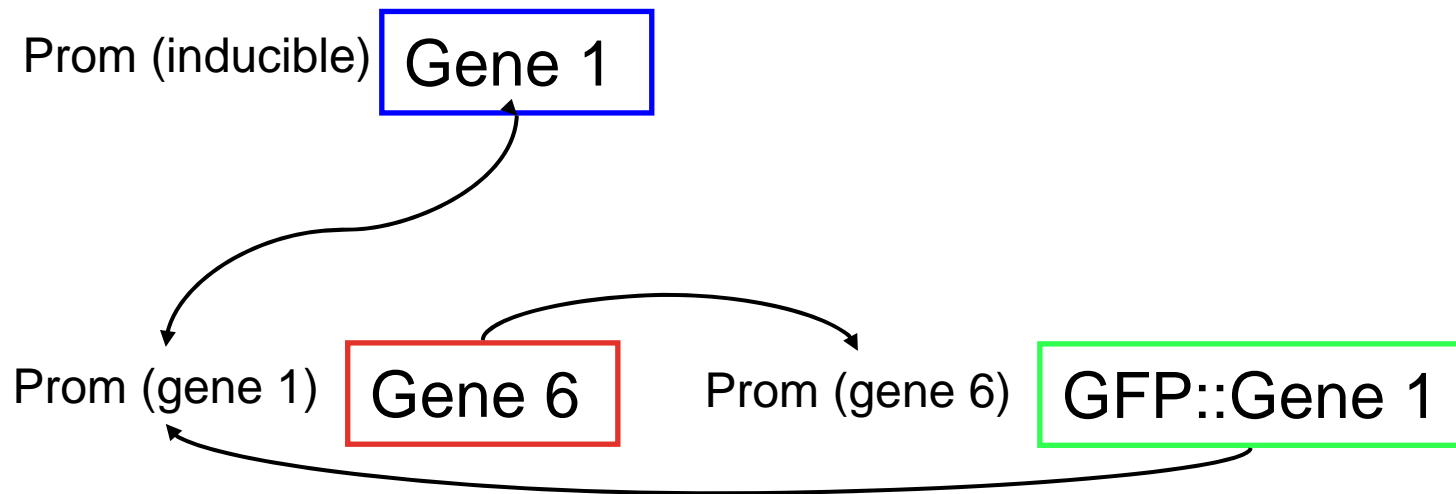 Prom (inducible) Gene 1
Prom (gene 1) Gene 6 Prom (gene 6) GFP::Gene 1